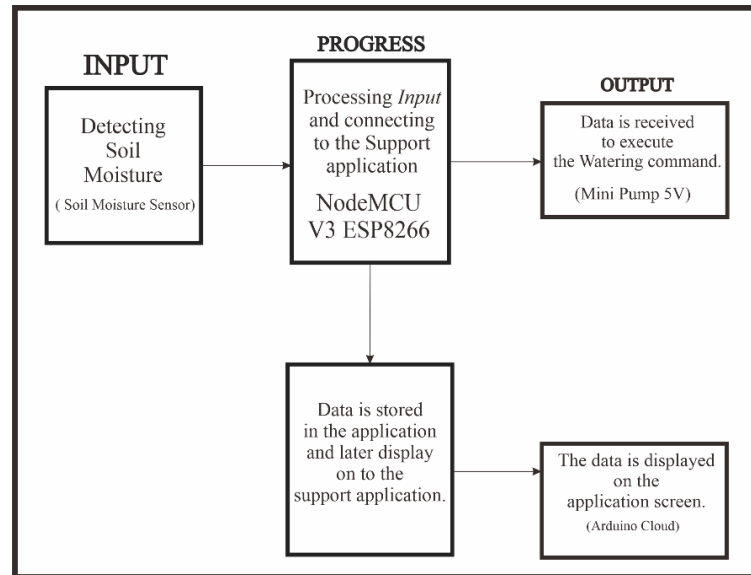 INPUT
Detecting
Soil
Moisture
( Soil Moisture Sensor)
PROGRESS
Processing Input
and connecting
to the Support
application
NodeMCU
V3 ESP8266
OUTPUT
Data is received
to execute
the Watering command.
(Mini Pump 5V)
Data is stored
in the application
and later display
on to the
support application.
The data is displayed
on the
application screen.
(Arduino Cloud)